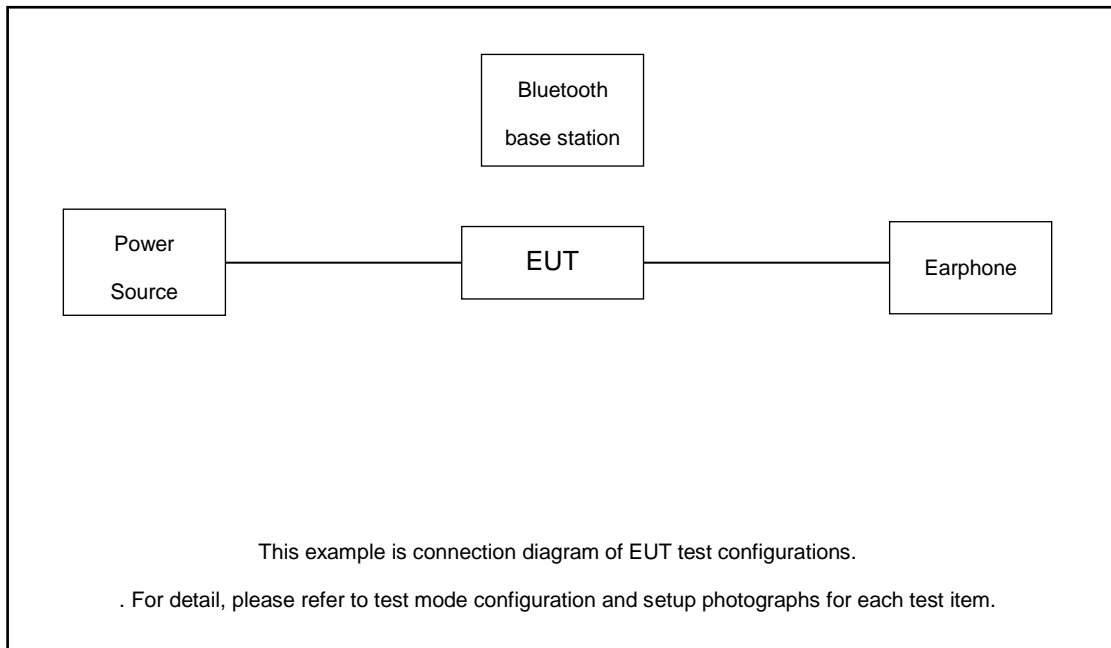 Bluetooth
base station
Power
Source
EUT
Earphone
This example is connection diagram of EUT test configurations.
. For detail, please refer to test mode configuration and setup photographs for each test item.